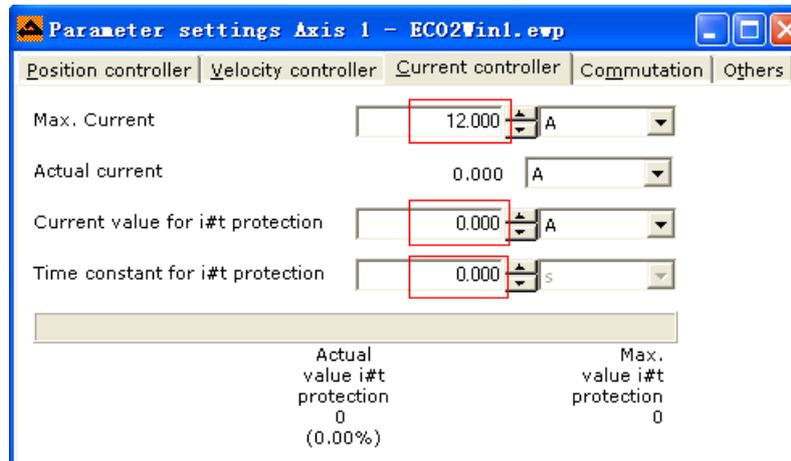 Parameter settings Axis 1 - ECO2Win1.ewp
Position controller Velocity controller Current controller Commutation Others
Max. Current 12.000 A
Actual current 0.000 A
Current value for i#t protection 0.000 A
Time constant for i#t protection 0.000 s
Actual Max.
value i#t value i#t
protection protection
0 0
(0.00%)